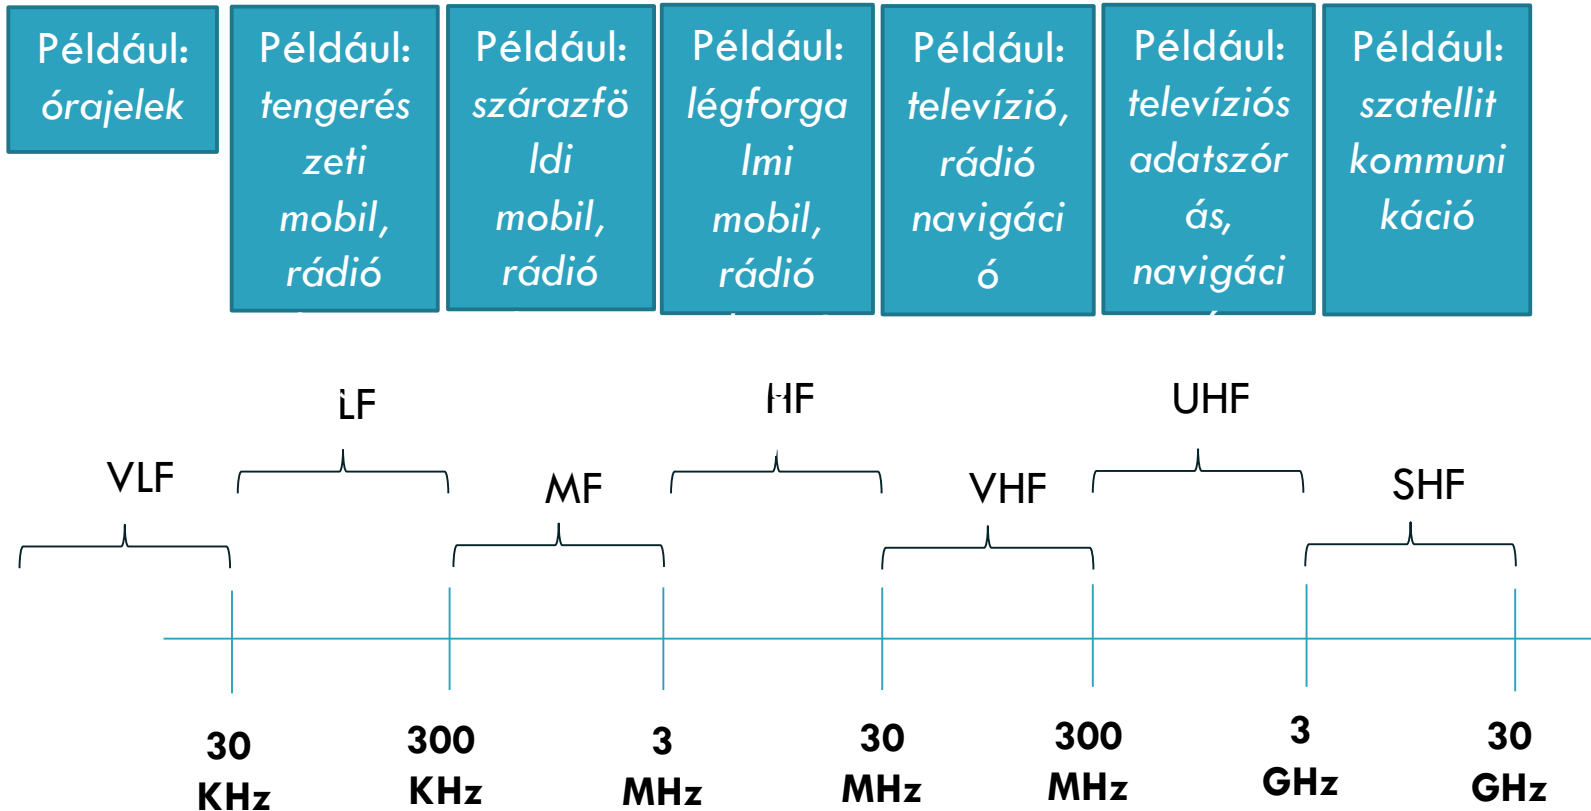 Például:
órajelek
Például:
tengerés
zeti
mobil,
rádió
Például:
szárazfö
ldi
mobil,
rádió
Például:
légforga
lmi
mobil,
rádió
Például:
televízió,
rádió
navigáci
ó
Például:
televíziós
adatszór
ás,
navigáci
Például:
szatellit
kommuni
káció
LF
HF
UHF
VLF
MF
VHF
SHF
30
KHz
300
KHz
3
MHz
30
MHz
300
MHz
3
GHz
30
GHz